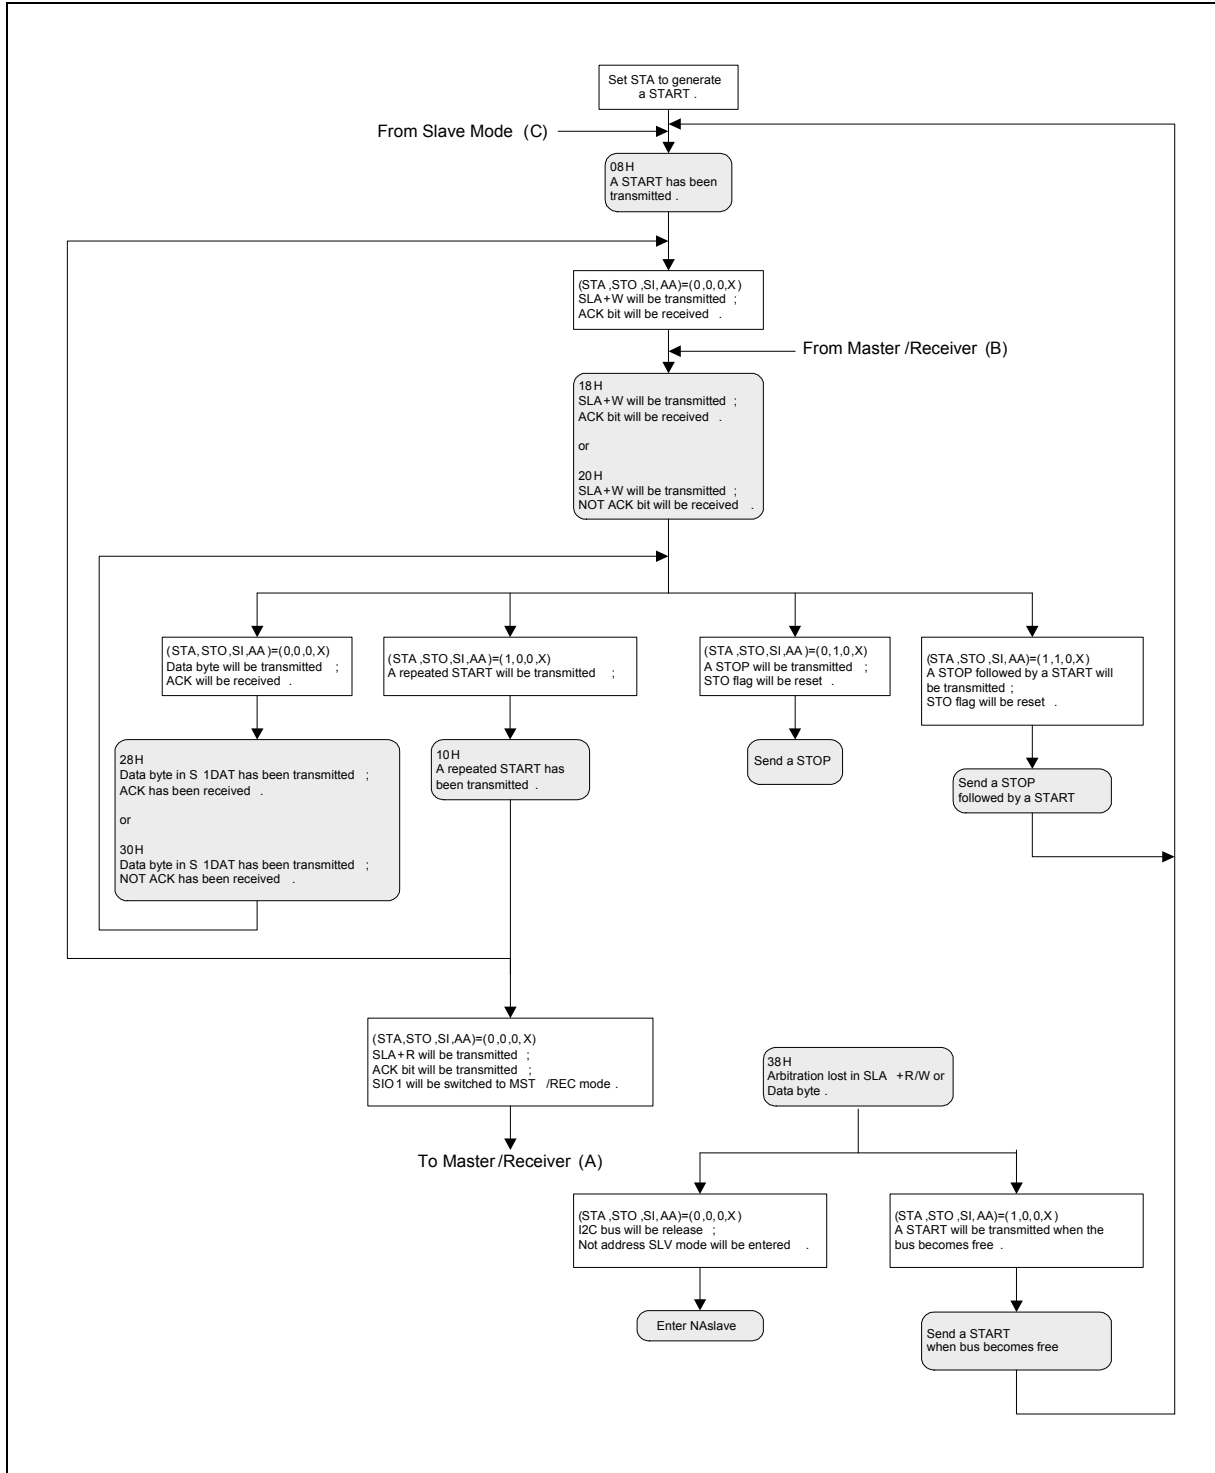 Set STA to generate
a START .
From Slave Mode (C)
08H
A START has been
transmitted .
(STA ,STO ,SI, AA)=(0,0,0,X)
SLA+W will be transmitted ;
ACK bit will be received .
From Master /Receiver (B)
18H
SLA+W will be transmitted ;
ACK bit will be received .
or
20H
SLA+W will be transmitted ;
NOT ACK bit will be received .
(STA, STO ,SI, AA )=(0,0,0,X)
Data byte will be transmitted ;
ACK will be received .
(STA ,STO ,SI, AA)=(1,0,0,X)
A repeated START will be transmitted ;
(STA ,STO,SI, AA)=(0,1,0,X)
A STOP will be transmitted ;
STO flag will be reset .
(STA ,STO ,SI, AA)=(1,1,0,X)
A STOP followed by a START will
be transmitted ;
STO flag will be reset .
28H
Data byte in S 1DAT has been transmitted ;
ACK has been received .
or
30H
Data byte in S 1DAT has been transmitted ;
NOT ACK has been received .
10H
A repeated START has
been transmitted .
Send a STOP
Send a STOP
followed by a START
(STA,STO ,SI,AA)=(0,0,0,X)
SLA+R will be transmitted ;
ACK bit will be transmitted ;
SIO1 will be switched to MST /REC mode .
To Master /Receiver (A)
38H
Arbitration lost in SLA +R/W or
Data byte .
(STA ,STO ,SI, AA)=(0,0,0,X)
I2C bus will be release ;
Not address SLV mode will be entered .
(STA ,STO ,SI, AA)=(1,0,0,X)
A START will be transmitted when the
bus becomes free .
Enter NAslave
Send a START
when bus becomes free